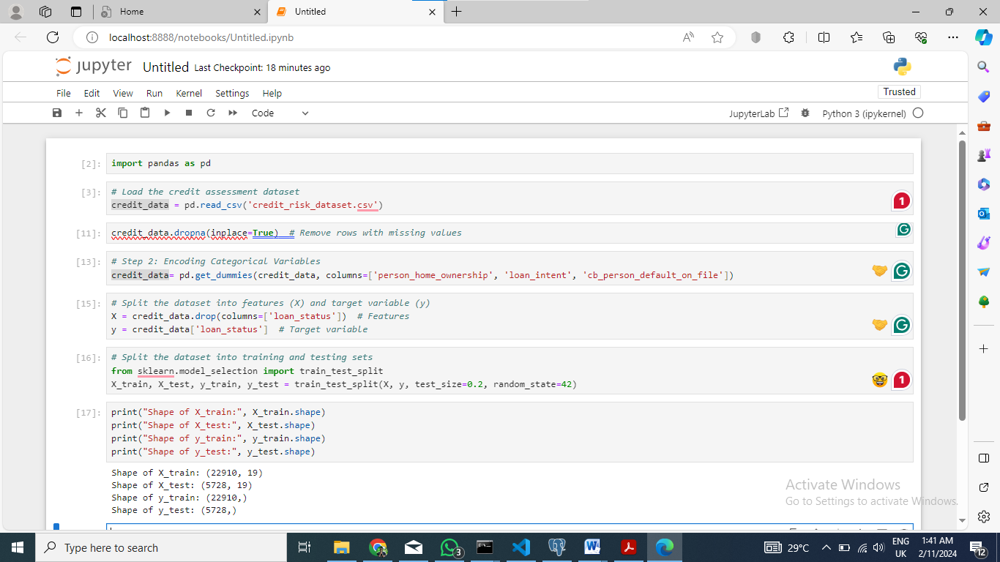 Home
Untitled
localhost:8888/notebooks/Untitled.ipynb
jupyter Untitled Last Checkpoint: 18 minutes ago
File Edit View Run Kernel Settings Help
Trusted
Code
JupyterLab
Python 3 (ipykernel)
[2]: import pandas as pd
[3]: # Load the credit assessment dataset
credit_data = pd.read_csv('credit_risk_dataset.csv')
1
[11]: credit_data.dropna(inplace=True)  # Remove rows with missing values
[13]: # Step 2: Encoding Categorical Variables
credit_data= pd.get_dummies(credit_data, columns=['person_home_ownership', 'loan_intent', 'cb_person_default_on_file'])
[15]: # Split the dataset into features (X) and target variable (y)
X = credit_data.drop(columns=['loan_status'])  # Features
y = credit_data['loan_status']  # Target variable
[16]: # Split the dataset into training and testing sets
from sklearn.model_selection import train_test_split
X_train, X_test, y_train, y_test = train_test_split(X, y, test_size=0.2, random_state=42)
1
[17]: print("Shape of X_train:", X_train.shape)
print("Shape of X_test:", X_test.shape)
print("Shape of y_train:", y_train.shape)
print("Shape of y_test:", y_test.shape)
Shape of X_train: (22910, 19)
Shape of X_test: (5728, 19)
Shape of y_train: (22910,)
Shape of y_test: (5728,)
Activate Windows
Go to Settings to activate Windows.
Type here to search
3
29°C
ENG
UK
1:41 AM
2/11/2024
12